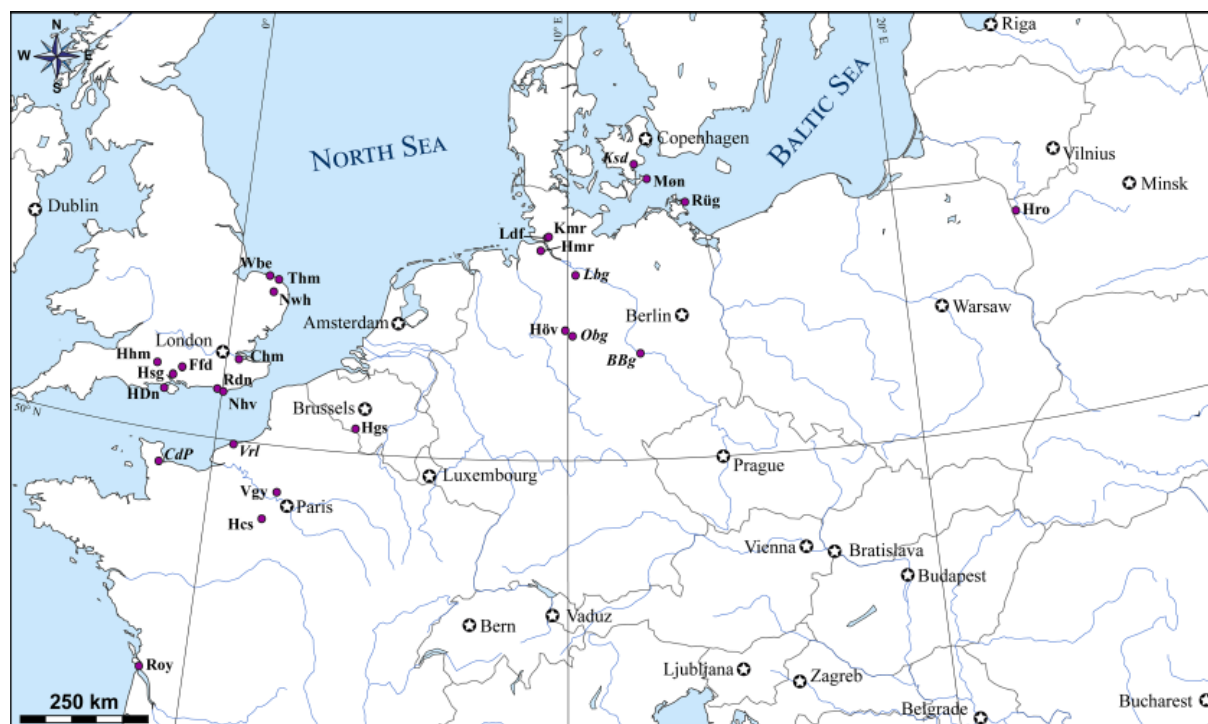 N
W E
S
0°
10° E
20° E
Riga
NORTH SEA
BALTIC SEA
Copenhagen
Ksd
Møn
Vilnius
Minsk
Dublin
Rüg
Hro
Ldf
Kmr
Hmr
Wbe
Thm
Nwh
Lbg
Warsaw
Amsterdam
Berlin
Höv
Obg
BBg
London
Chm
Hhm
Ffd
Hsg
HDn
Rdn
Nhv
50° N
Brussels
Hgs
CdP
Vrl
Luxembourg
Prague
Vgy
Paris
Hcs
Vienna
Bratislava
Budapest
Bern
Vaduz
Roy
Ljubljana
Zagreb
Bucharest
Belgrade
250 km